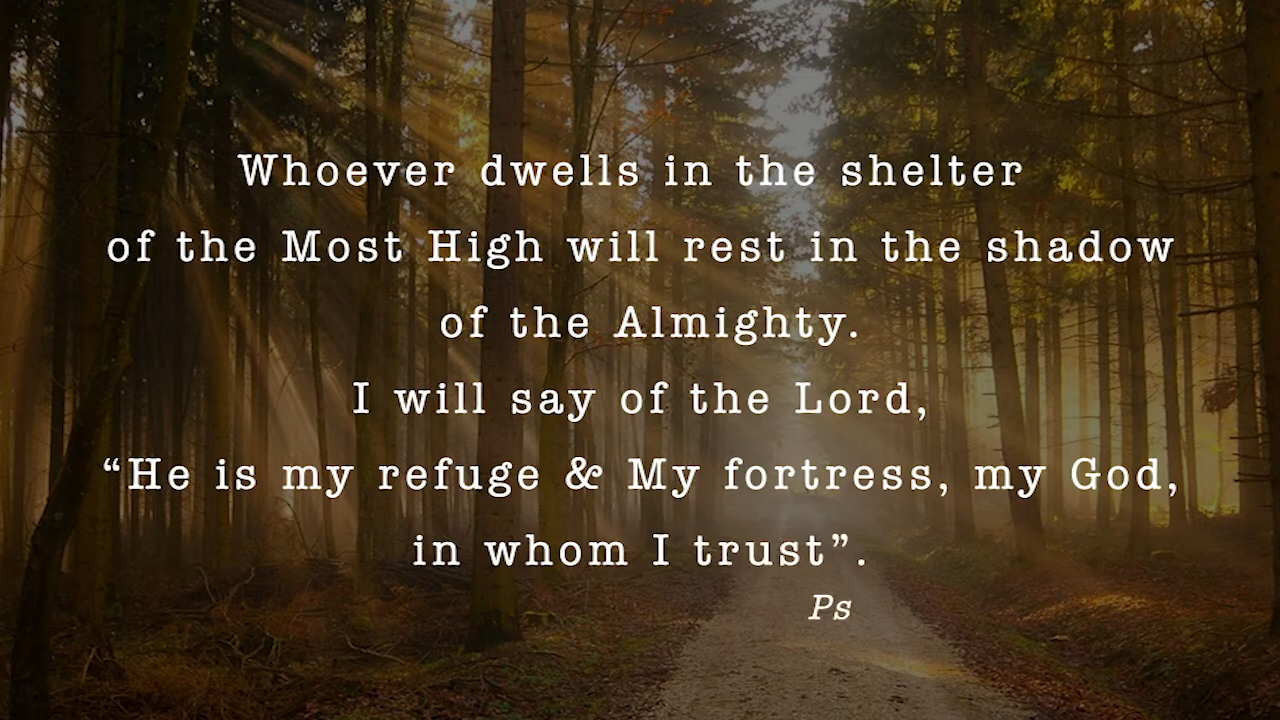 Whoever dwells in the shelter
of the Most High will rest in the shadow
of the Almighty.
I will say of the Lord,
“He is my refuge & My fortress, my God,
in whom I trust”.
Ps